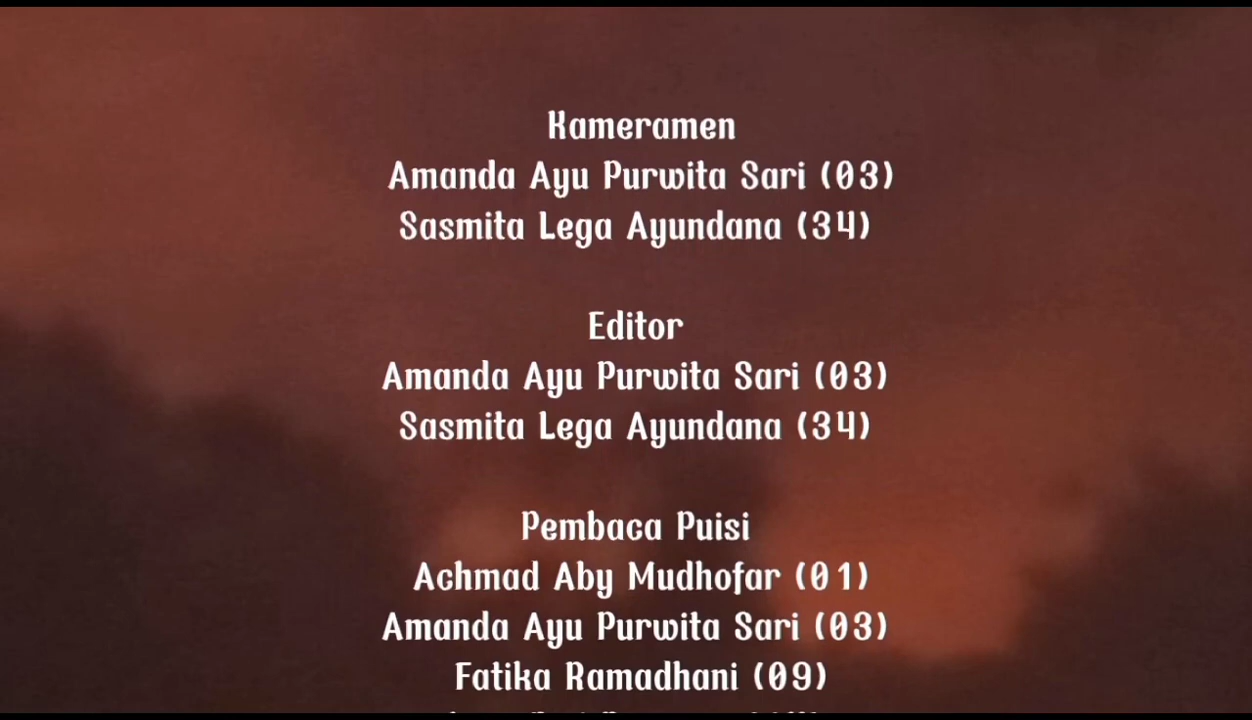 Kameramen
Amanda Ayu Purwita Sari (03)
Sasmita Lega Ayundana (34)
Editor
Amanda Ayu Purwita Sari (03)
Sasmita Lega Ayundana (34)
Pembaca Puisi
Achmad Aby Mudhofar (01)
Amanda Ayu Purwita Sari (03)
Fatika Ramadhani (09)